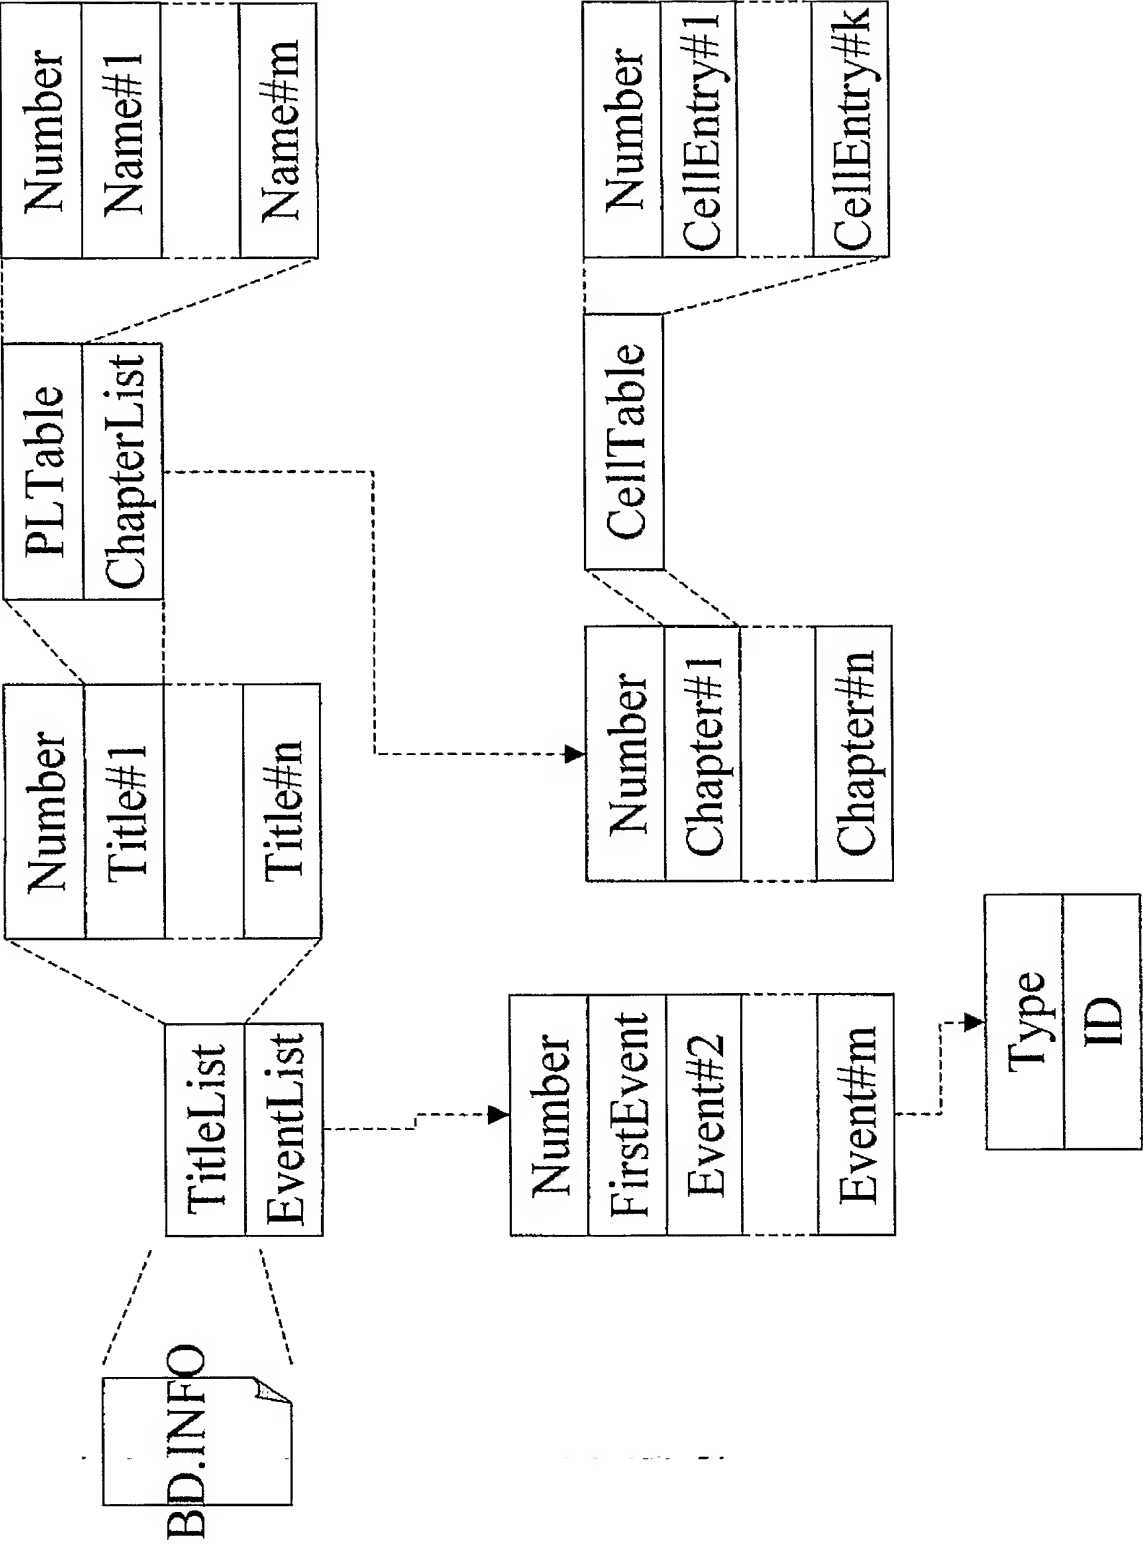 BD.INFO
TitleList
EventList
Number
Title#1
Title#n
PLTable
ChapterList
Number
Name#1
Name#m
Number
FirstEvent
Event#2
Event#m
Type
ID
Number
Chapter#1
Chapter#n
CellTable
Number
CellEntry#1
CellEntry#k